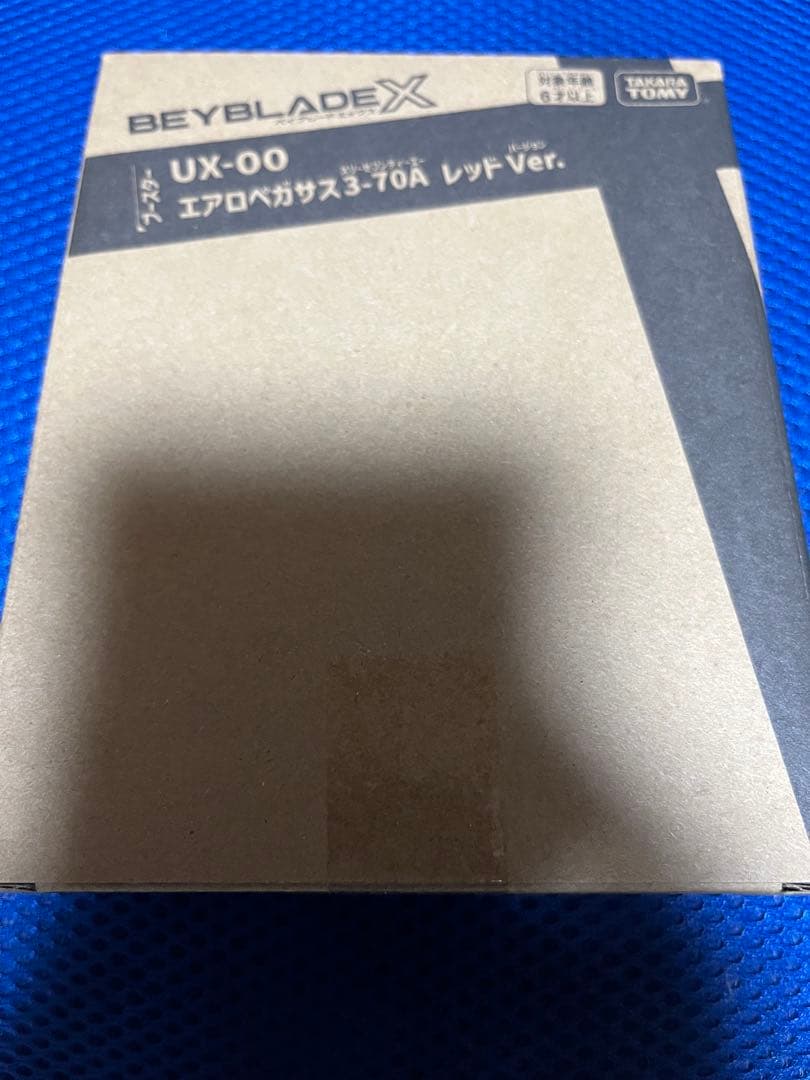 BEYBLADE X
ベイブレードエックス
対象年齢
6才以上
TAKARA
TOMY
ブースター
UX-00
スリーセブンティーエー バージョン
エアロペガサス3-70A レッドVer.